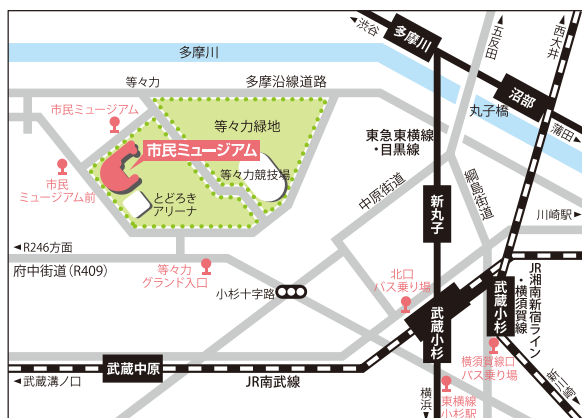 渋谷
多摩川
五反田
西大井
多摩川
等々力
多摩沿線道路
沼部
市民ミュージアム
丸子橋
蒲田
等々力緑地
東急東横線
・目黒線
市民ミュージアム
市民
ミュージアム前
等々力競技場
とどろき
アリーナ
中原街道
綱島街道
新丸子
川崎駅
R246方面
府中街道(R409)
等々力
グランド入口
小杉十字路
北口
バス乗り場
武蔵小杉
武蔵小杉
JR湘南新宿ライン
・横須賀線
横須賀線口
バス乗り場
武蔵中原
武蔵溝ノ口
JR南武線
東横線
小杉駅
横浜
新川崎